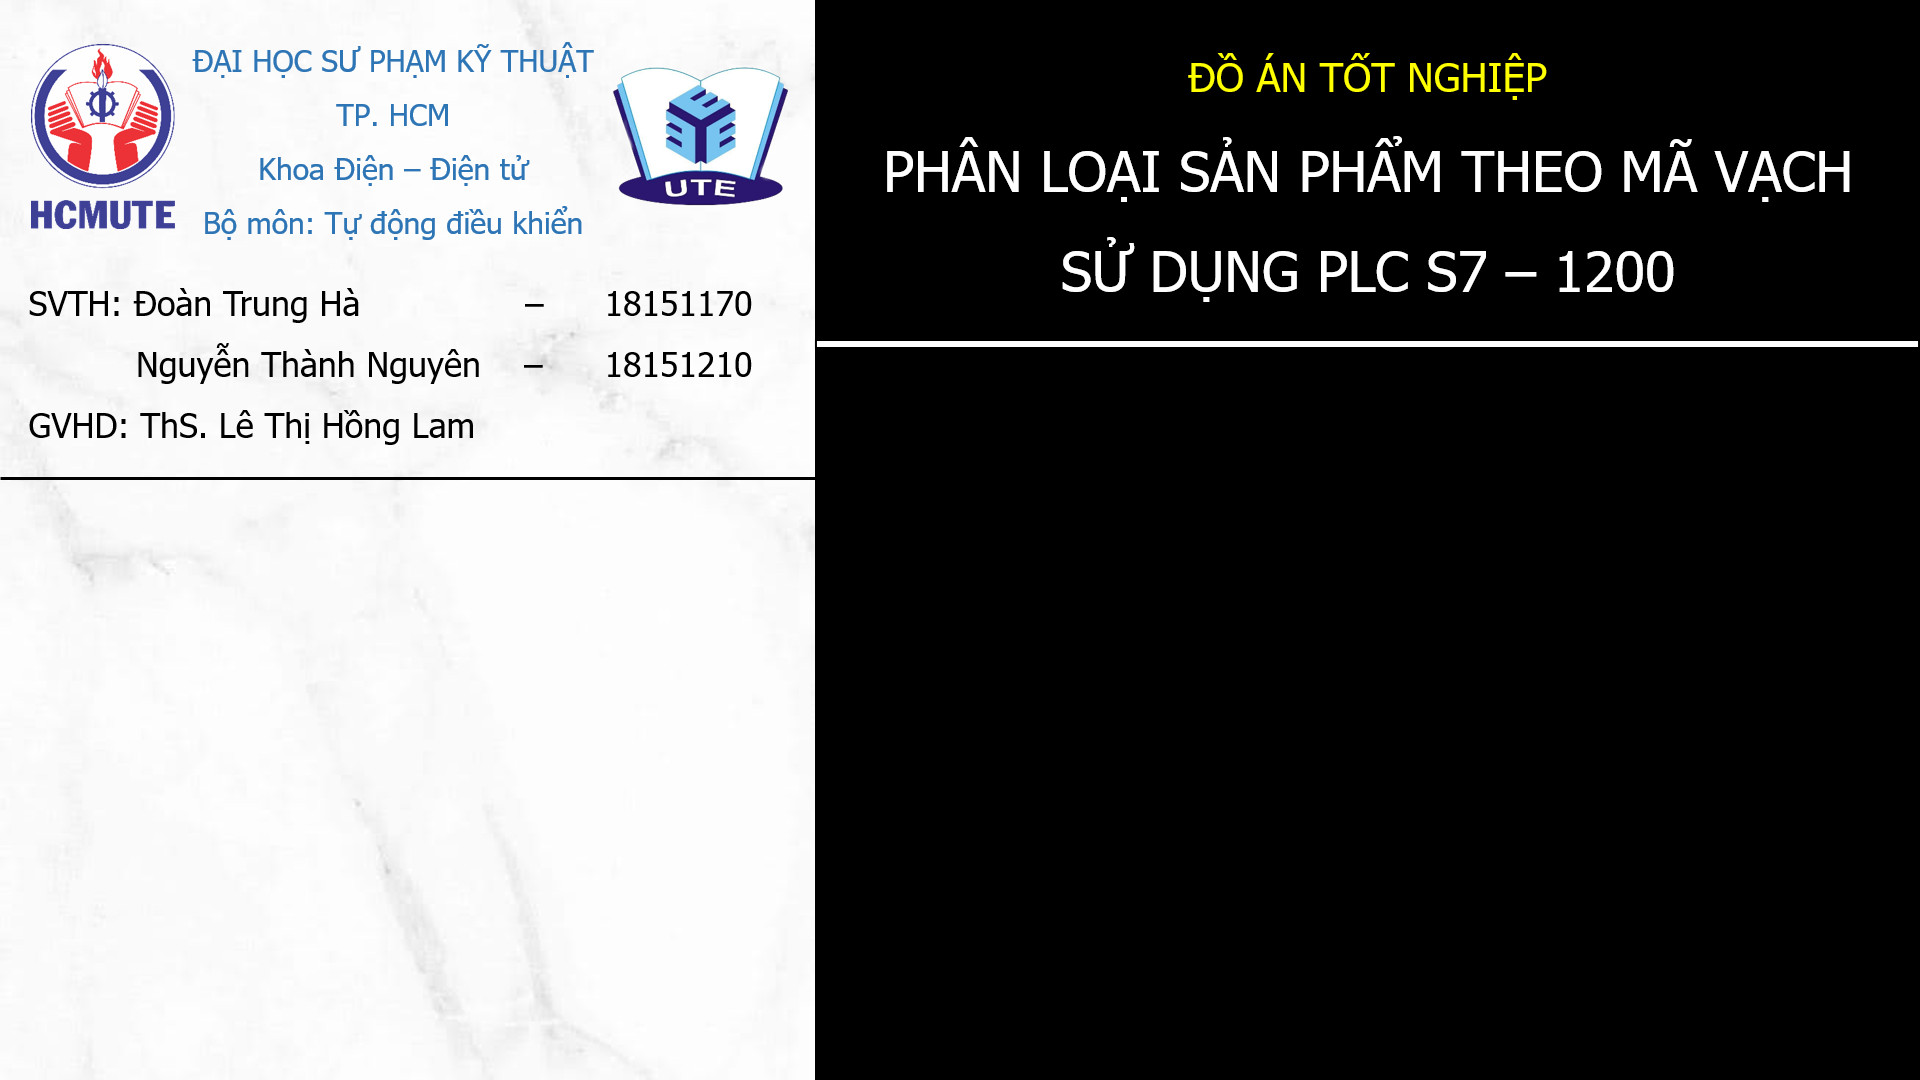 ĐẠI HỌC SƯ PHẠM KỸ THUẬT
TP. HCM
Khoa Điện – Điện tử
Bộ môn: Tự động điều khiển
HCMUTE
UTE
SVTH: Đoàn Trung Hà – 18151170
Nguyễn Thành Nguyên – 18151210
GVHD: ThS. Lê Thị Hồng Lam
ĐỒ ÁN TỐT NGHIỆP
PHÂN LOẠI SẢN PHẨM THEO MÃ VẠCH
SỬ DỤNG PLC S7 – 1200